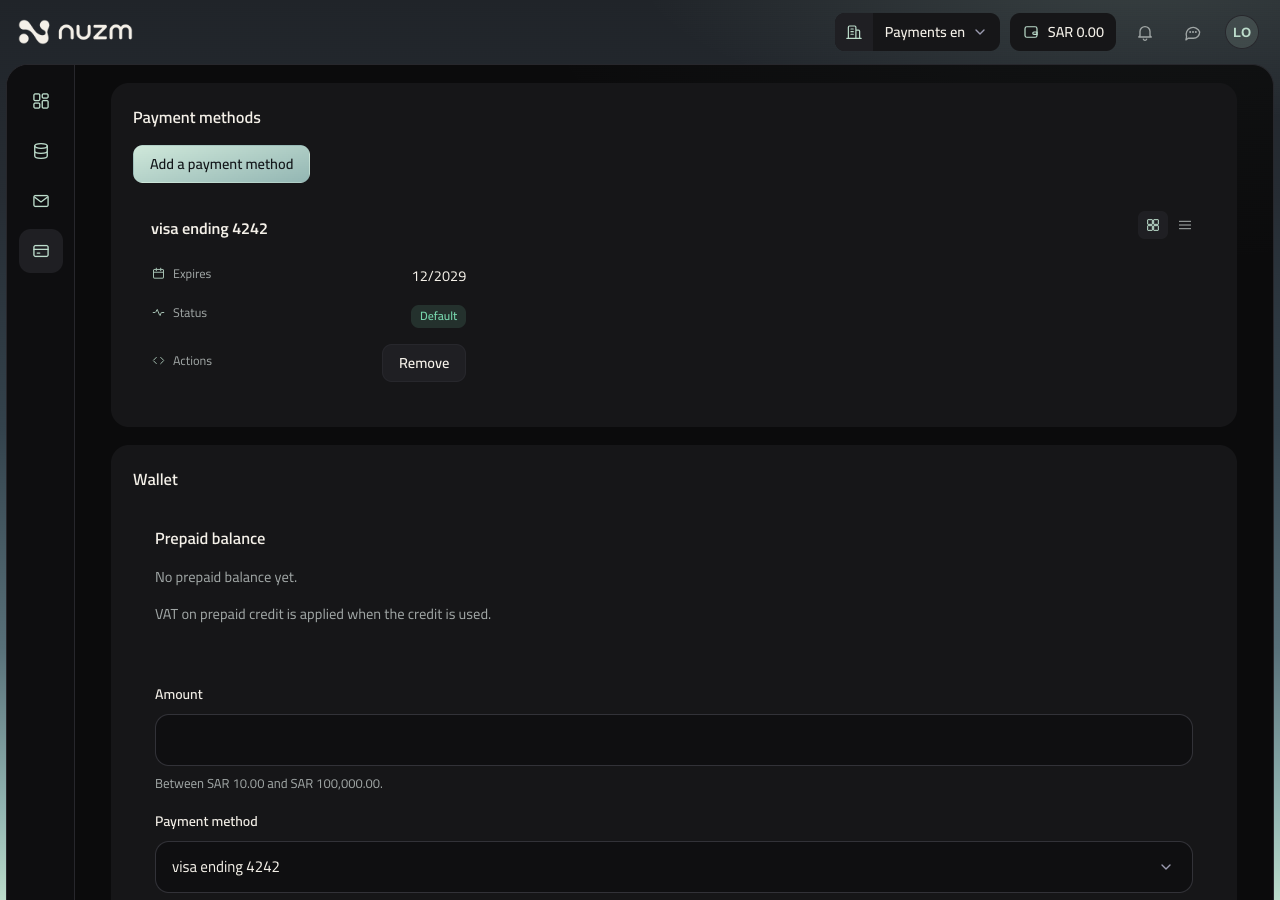 nuzm
Payments en
SAR 0.00
LO
Payment methods
Add a payment method
visa ending 4242
Expires
12/2029
Status
Default
Actions
Remove
Wallet
Prepaid balance
No prepaid balance yet.
VAT on prepaid credit is applied when the credit is used.
Amount
Between SAR 10.00 and SAR 100,000.00.
Payment method
visa ending 4242